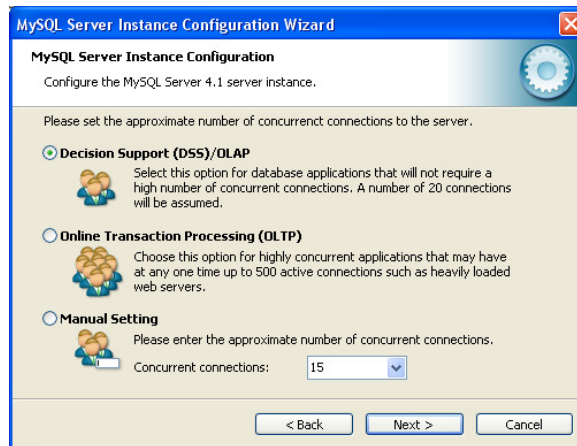 MySQL Server Instance Configuration Wizard
MySQL Server Instance Configuration
Configure the MySQL Server 4.1 server instance.
Please set the approximate number of concurrenct connections to the server.
Decision Support (DSS)/OLAP
Select this option for database applications that will not require a
high number of concurrent connections. A number of 20 connections
will be assumed.
Online Transaction Processing (OLTP)
Choose this option for highly concurrent applications that may have
at any one time up to 500 active connections such as heavily loaded
web servers.
Manual Setting
Please enter the approximate number of concurrent connections.
Concurrent connections: 15
< Back Next > Cancel